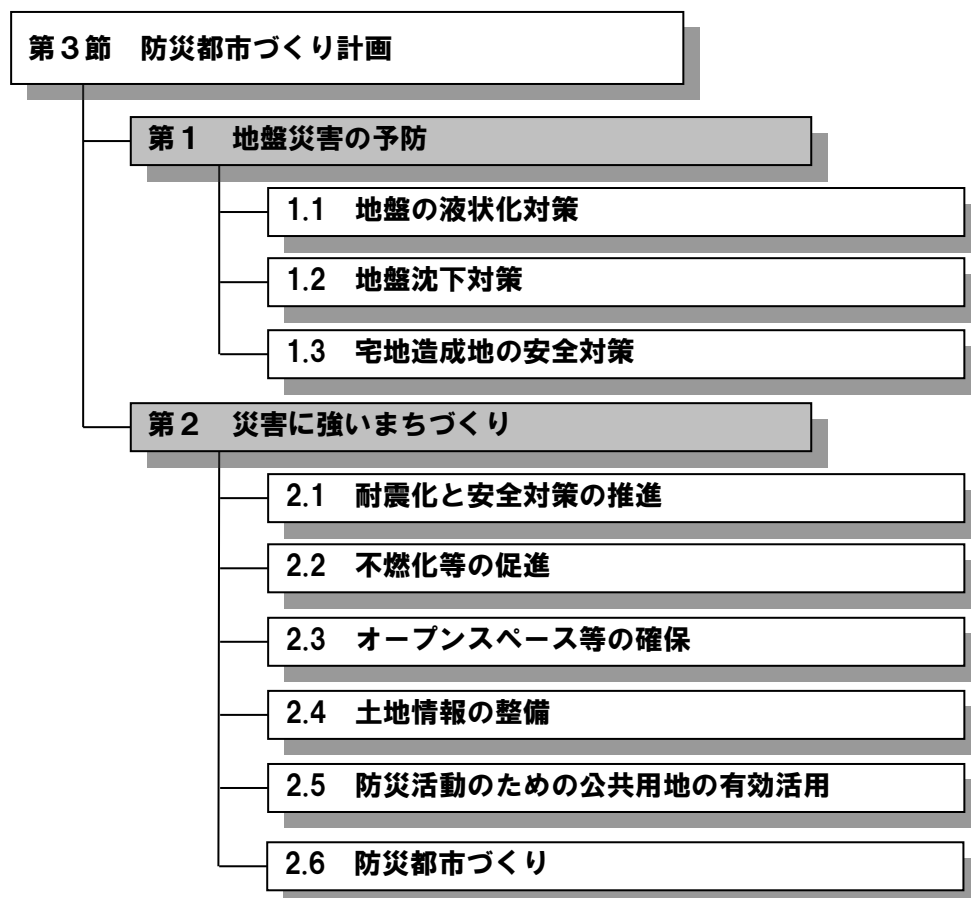 第３節　防災都市づくり計画
第１　地盤災害の予防
1.1　地盤の液状化対策
1.2　地盤沈下対策
1.3　宅地造成地の安全対策
第２　災害に強いまちづくり
2.1　耐震化と安全対策の推進
2.2　不燃化等の促進
2.3　オープンスペース等の確保
2.4　土地情報の整備
2.5　防災活動のための公共用地の有効活用
2.6　防災都市づくり